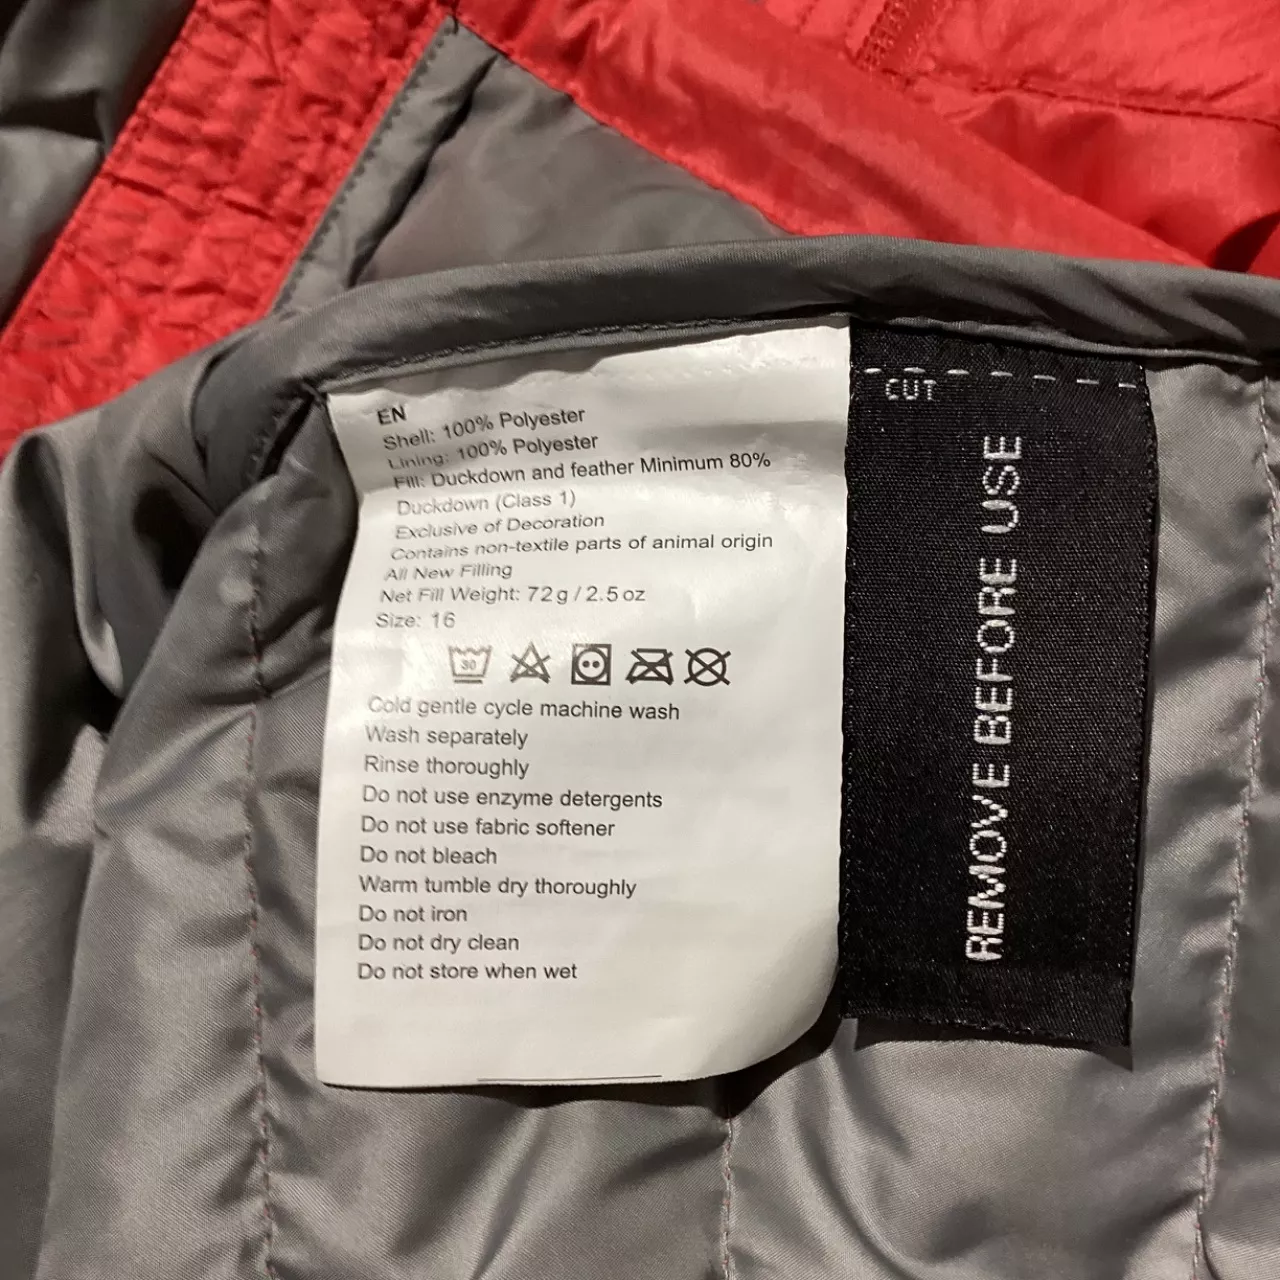 EN
Shell: 100% Polyester
Lining: 100% Polyester
Fill: Duckdown and feather Minimum 80%
Duckdown (Class 1)
Exclusive of Decoration
Contains non-textile parts of animal origin
All New Filling
Net Fill Weight: 72g / 2.5oz
Size: 16
30
Cold gentle cycle machine wash
Wash separately
Rinse thoroughly
Do not use enzyme detergents
Do not use fabric softener
Do not bleach
Warm tumble dry thoroughly
Do not iron
Do not dry clean
Do not store when wet
CUT
REMOVE BEFORE USE